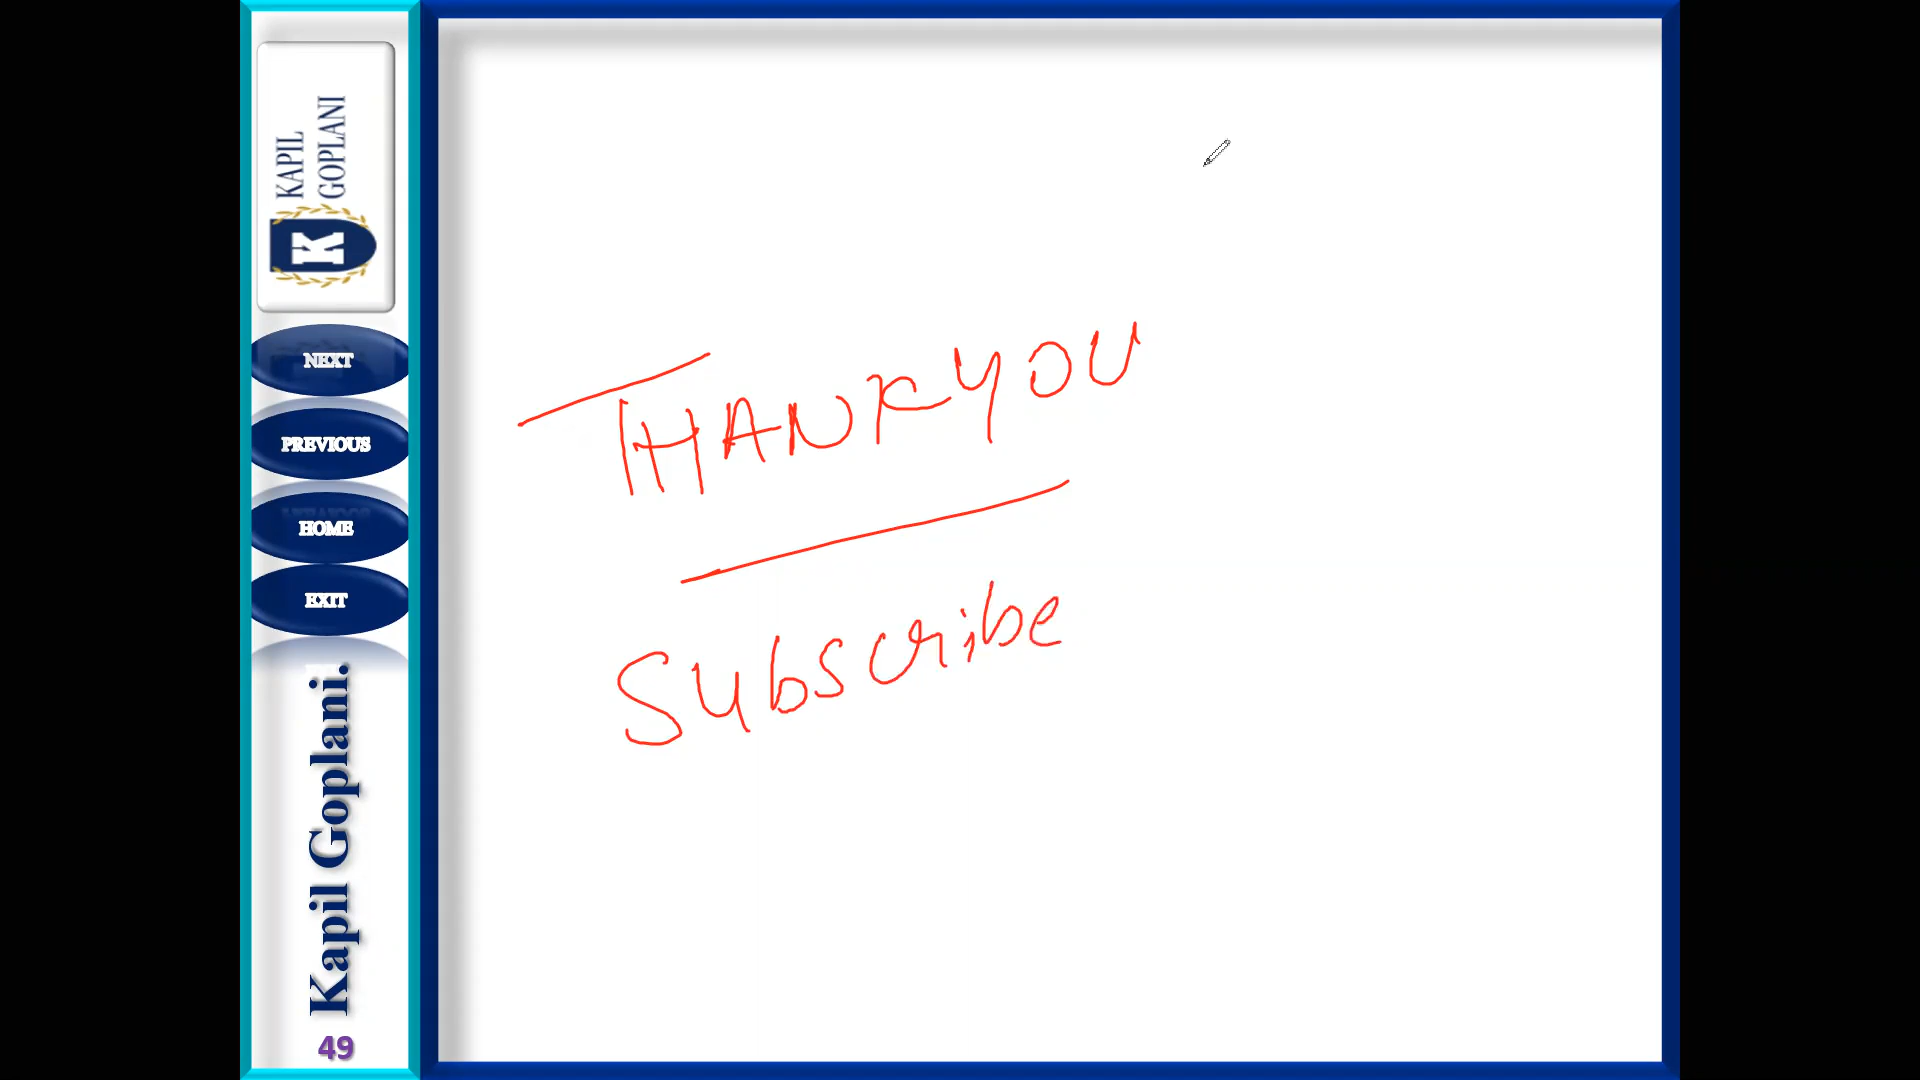 KAPIL
GOPLANI
K
NEXT
PREVIOUS
HOME
EXIT
Kapil Goplani.
49
THANKYOU
Subscribe